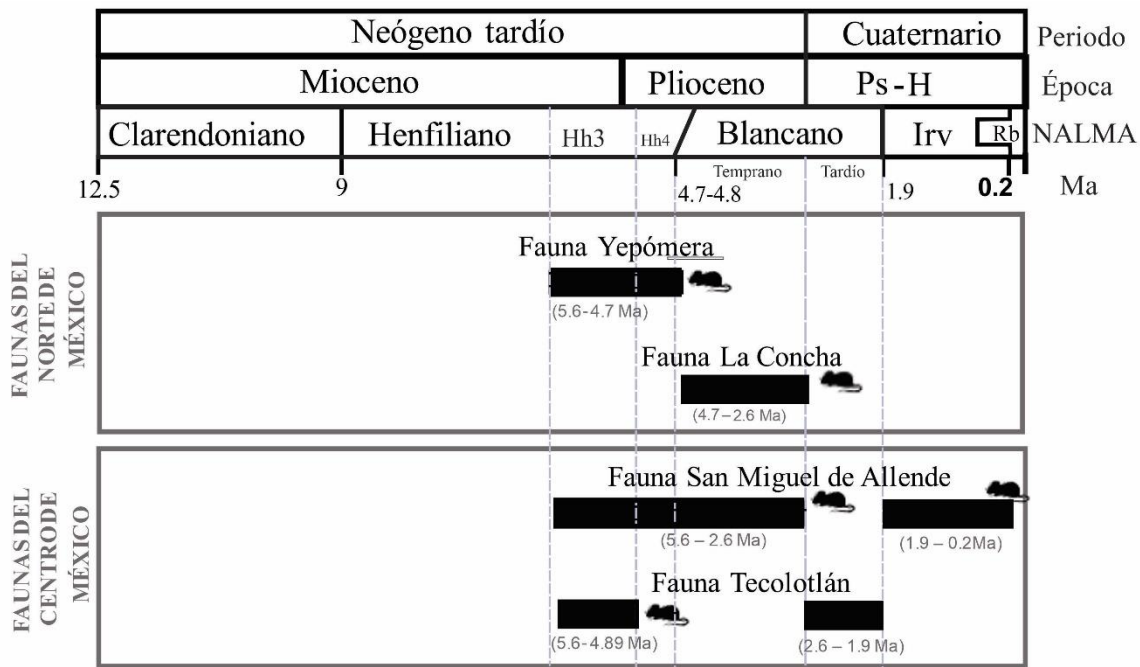 Neógeno tardío Cuaternario Periodo
Mioceno Plioceno Ps-H Época
Clarendoniano Henfiliano Hh3 Hh4 Blancano Irv Rb NALMA
Temprano Tardío
12.5 9 4.7-4.8 1.9 0.2 Ma
FAUNAS DEL
NORTE DE
MÉXICO
Fauna Yepómera
(5.6-4.7 Ma)
Fauna La Concha
(4.7–2.6 Ma)
FAUNAS DEL
CENTRO DE
MÉXICO
Fauna San Miguel de Allende
(5.6 – 2.6 Ma) (1.9 – 0.2Ma)
Fauna Tecolotlán
(5.6-4.89 Ma) (2.6 – 1.9 Ma)